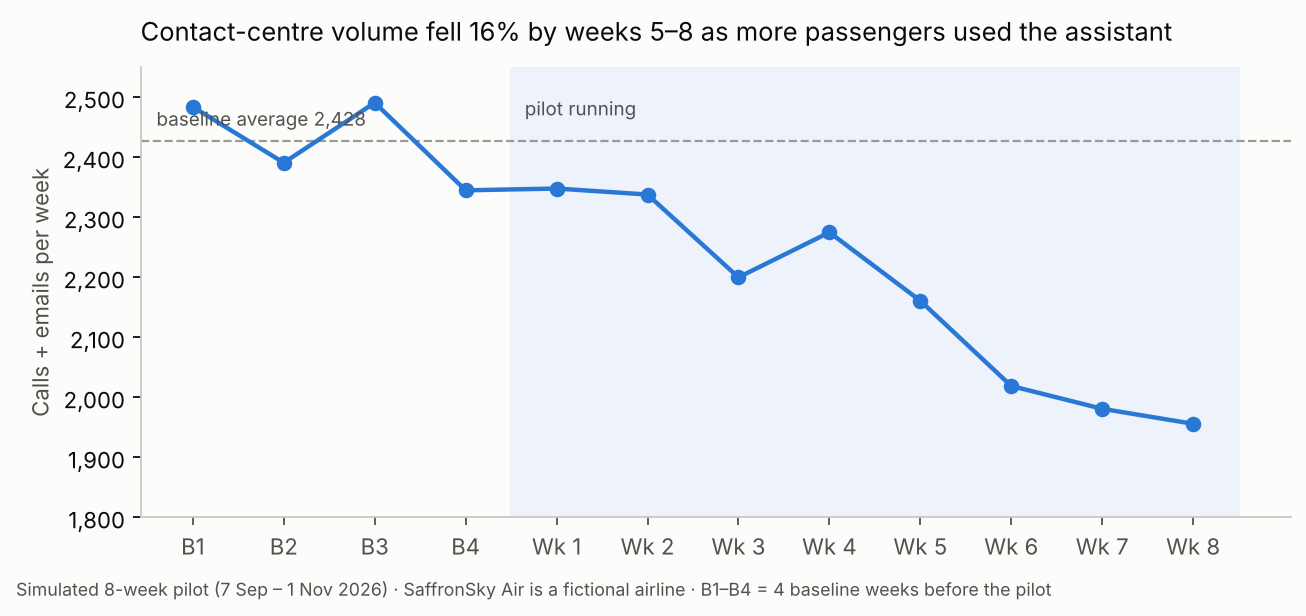 Contact-centre volume fell 16% by weeks 5–8 as more passengers used the assistant
2,500
baseline average 2,428
pilot running
2,400
2,300
2,200
2,100
2,000
1,900
1,800
Calls + emails per week
B1 B2 B3 B4 Wk 1 Wk 2 Wk 3 Wk 4 Wk 5 Wk 6 Wk 7 Wk 8
Simulated 8-week pilot (7 Sep – 1 Nov 2026) · SaffronSky Air is a fictional airline · B1–B4 = 4 baseline weeks before the pilot